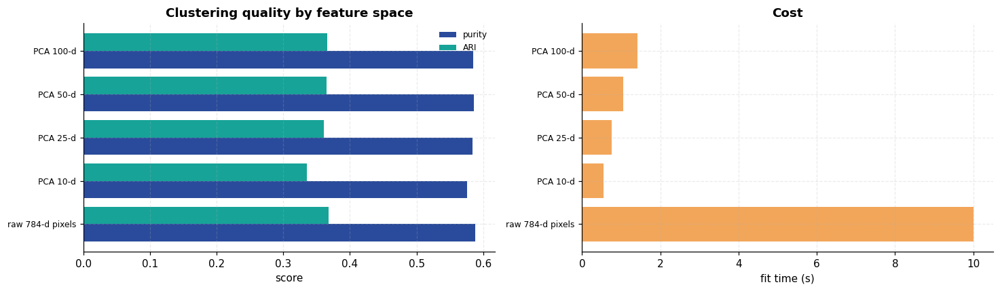 Clustering quality by feature space
purity
ARI
PCA 100-d
PCA 50-d
PCA 25-d
PCA 10-d
raw 784-d pixels
0.0 0.1 0.2 0.3 0.4 0.5 0.6
score
Cost
PCA 100-d
PCA 50-d
PCA 25-d
PCA 10-d
raw 784-d pixels
0 2 4 6 8 10
fit time (s)